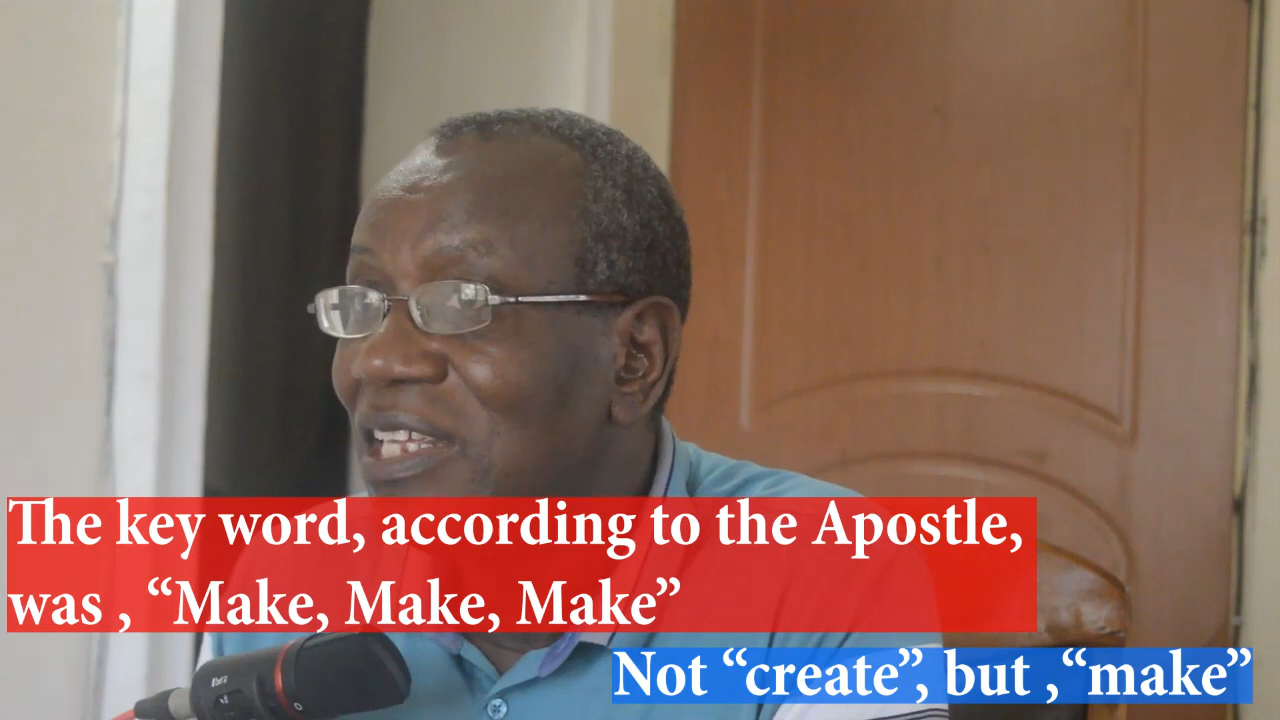 The key word, according to the Apostle,
was , “Make, Make, Make”
Not “create”, but ,“make”